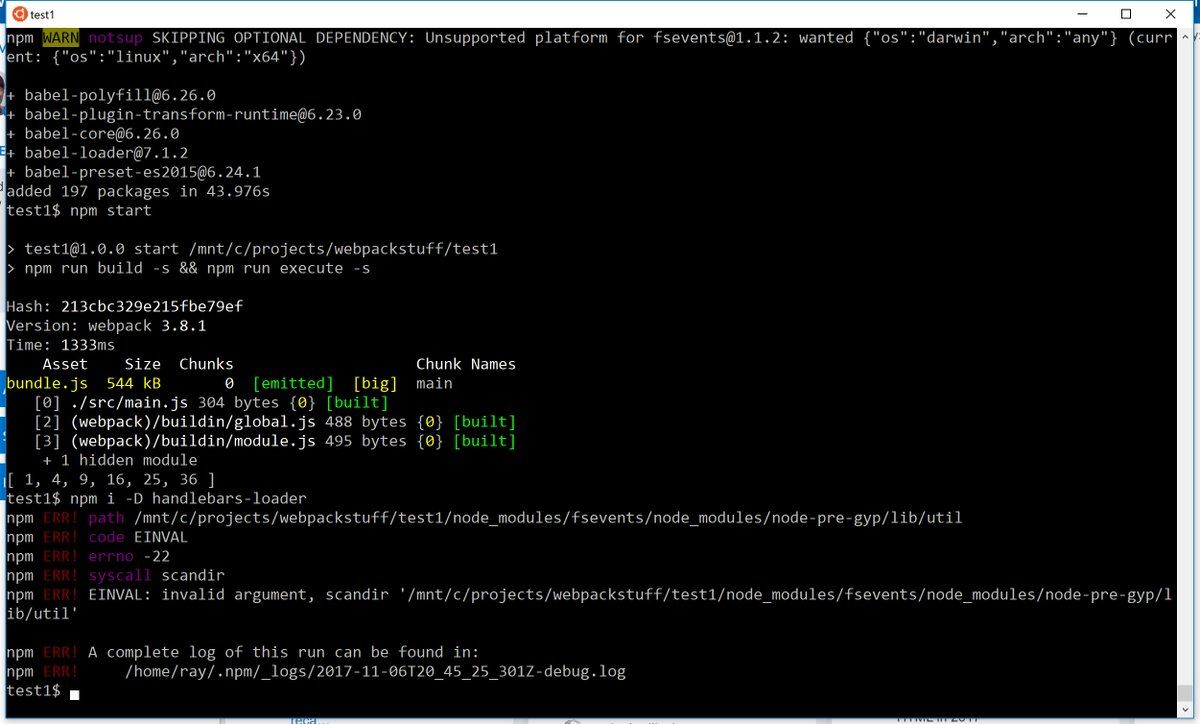 test1
npm WARN notsup SKIPPING OPTIONAL DEPENDENCY: Unsupported platform for fsevents@1.1.2: wanted {"os":"darwin","arch":"any"} (curr
ent: {"os":"linux","arch":"x64"})
+ babel-polyfill@6.26.0
+ babel-plugin-transform-runtime@6.23.0
+ babel-core@6.26.0
+ babel-loader@7.1.2
+ babel-preset-es2015@6.24.1
added 197 packages in 43.976s
test1$ npm start
> test1@1.0.0 start /mnt/c/projects/webpackstuff/test1
> npm run build -s && npm run execute -s
Hash: 213cbc329e215fbe79ef
Version: webpack 3.8.1
Time: 1333ms
Asset Size Chunks Chunk Names
bundle.js 544 kB 0 [emitted] [big] main
[0] ./src/main.js 304 bytes {0} [built]
[2] (webpack)/buildin/global.js 488 bytes {0} [built]
[3] (webpack)/buildin/module.js 495 bytes {0} [built]
+ 1 hidden module
[ 1, 4, 9, 16, 25, 36 ]
test1$ npm i -D handlebars-loader
npm ERR! path /mnt/c/projects/webpackstuff/test1/node_modules/fsevents/node_modules/node-pre-gyp/lib/util
npm ERR! code EINVAL
npm ERR! errno -22
npm ERR! syscall scandir
npm ERR! EINVAL: invalid argument, scandir '/mnt/c/projects/webpackstuff/test1/node_modules/fsevents/node_modules/node-pre-gyp/l
ib/util'
npm ERR! A complete log of this run can be found in:
npm ERR! /home/ray/.npm/_logs/2017-11-06T20_45_25_301Z-debug.log
test1$